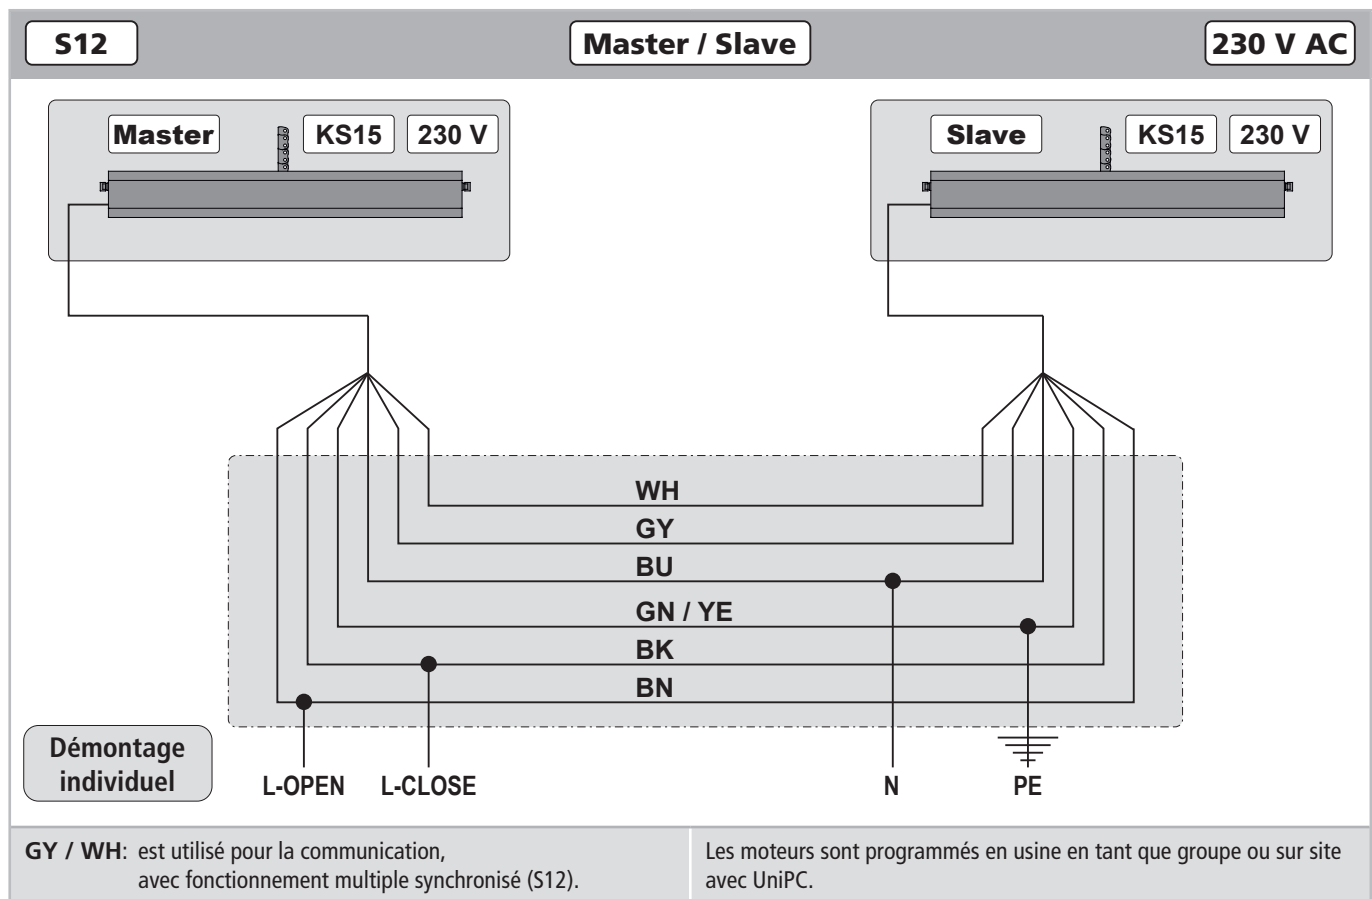 S12 Master / Slave 230 V AC
Master KS15 230 V Slave KS15 230 V
WH
GY
BU
GN / YE
BK
BN
Démontage
individuel
L-OPEN L-CLOSE N PE
GY / WH: est utilisé pour la communication,
avec fonctionnement multiple synchronisé (S12).
Les moteurs sont programmés en usine en tant que groupe ou sur site
avec UniPC.